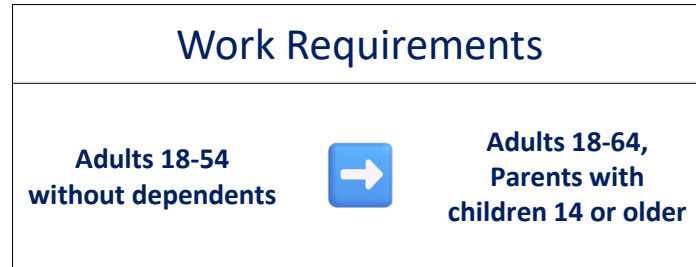 Work Requirements
Adults 18-54
without dependents
Adults 18-64,
Parents with
children 14 or older